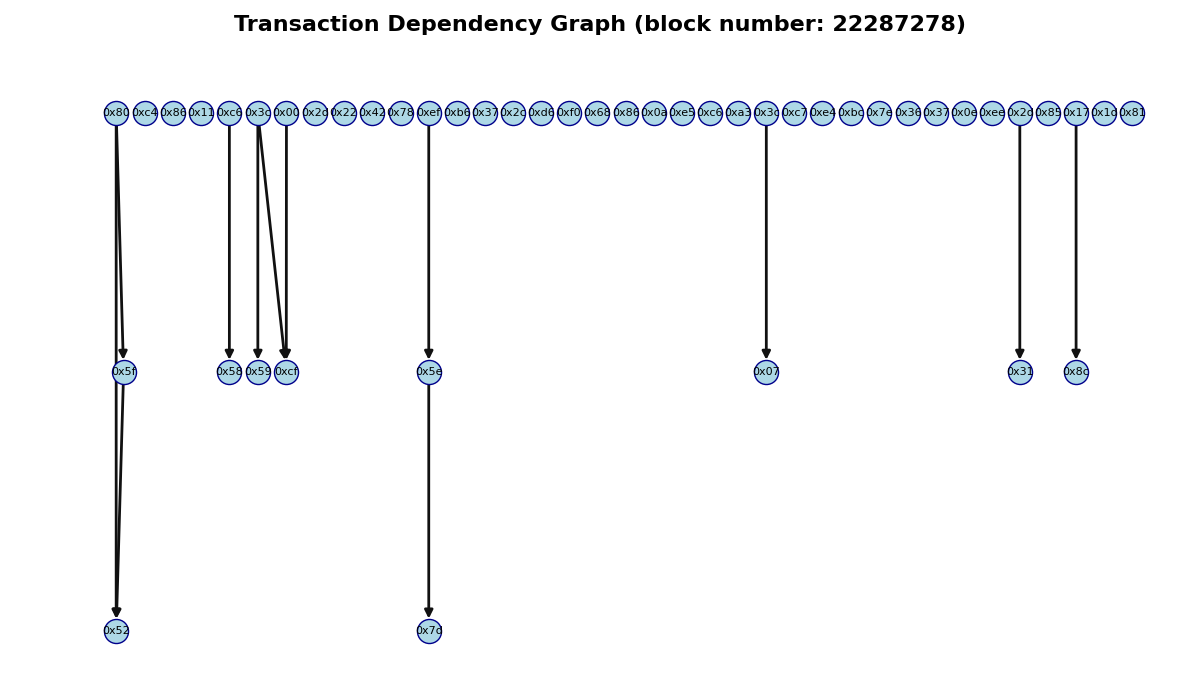 Transaction Dependency Graph (block number: 22287278)
0x80 0xc4 0x86 0x11 0xc6 0x3c 0x00 0x2d 0x22 0x42 0x78 0xef 0xb6 0x37 0x2c 0xd6 0xf0 0x68 0x86 0x0a 0xe5 0xc6 0xa3 0x3c 0xc7 0xe4 0xbc 0x7e 0x36 0x37 0x0e 0xee 0x2d 0x85 0x17 0x1d 0x81
0x5f 0x58 0x59 0xcf 0x5e 0x07 0x31 0x8c
0x52 0x7d